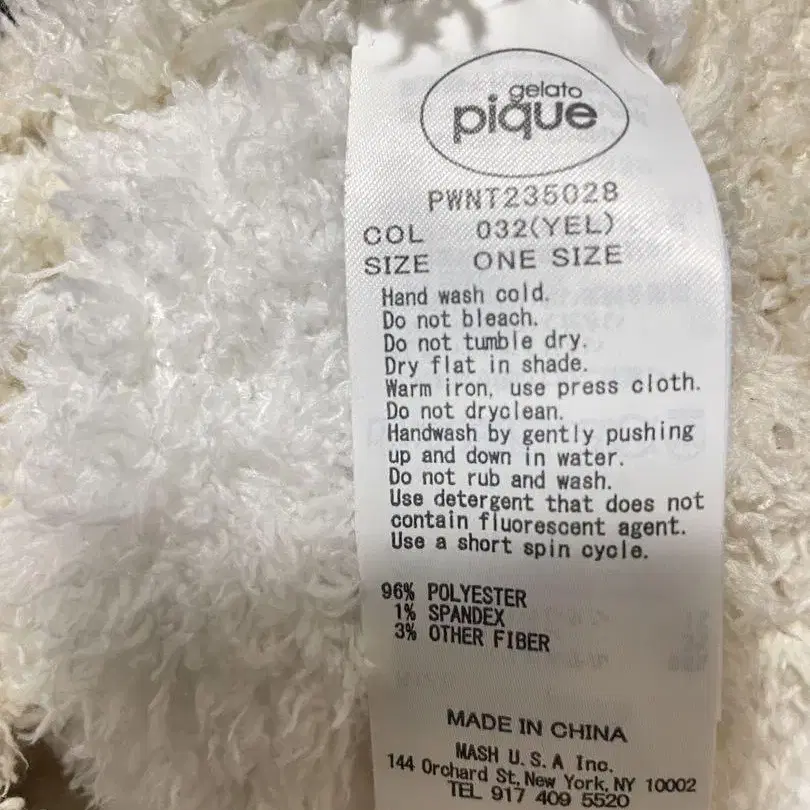 gelato
pique
PWNT235028
COL 032(YEL)
SIZE ONE SIZE
Hand wash cold.
Do not bleach.
Do not tumble dry.
Dry flat in shade.
Warm iron, use press cloth.
Do not dryclean.
Handwash by gently pushing
up and down in water.
Do not rub and wash.
Use detergent that does not
contain fluorescent agent.
Use a short spin cycle.
96% POLYESTER
1% SPANDEX
3% OTHER FIBER
MADE IN CHINA
MASH U.S.A Inc.
144 Orchard St, New York, NY 10002
TEL 917 409 5520